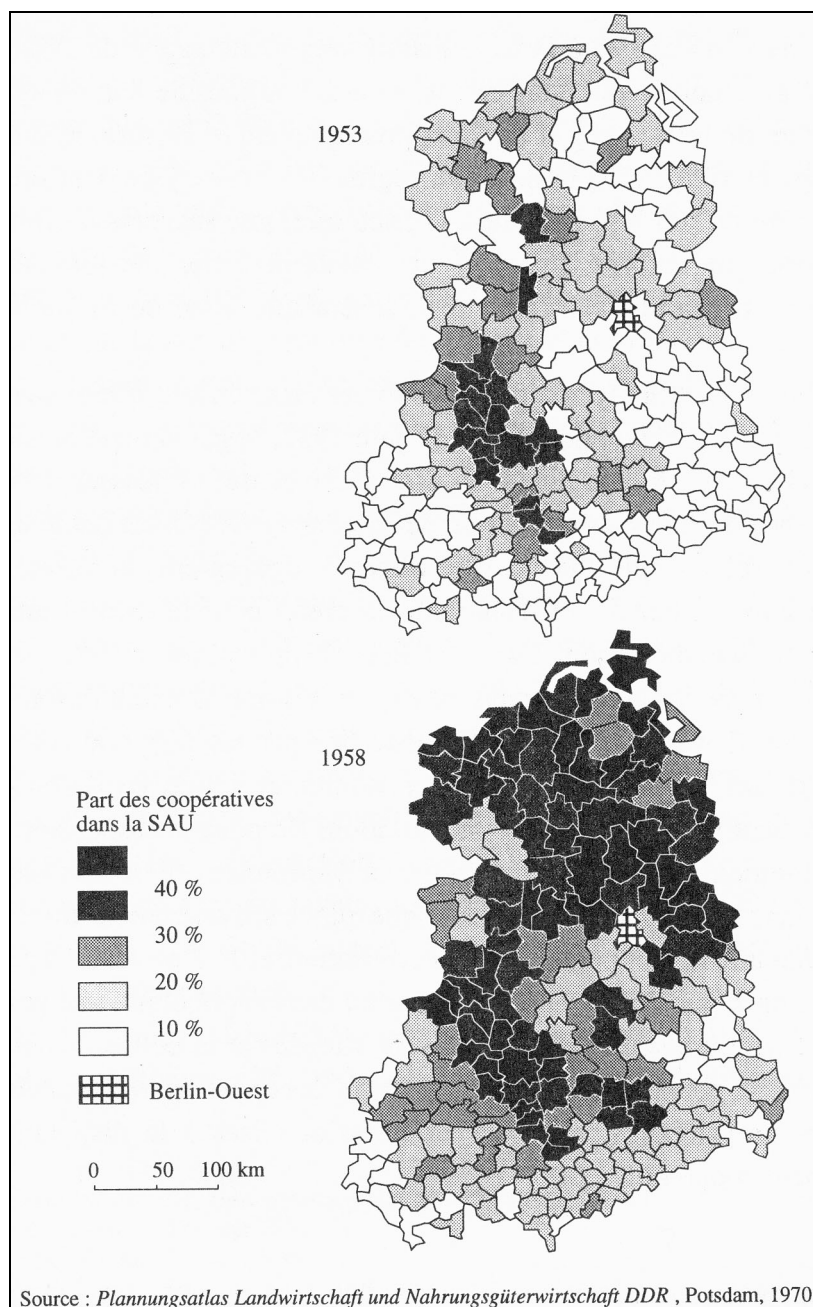 1953
1958
Part des coopératives
dans la SAU
40 %
30 %
20 %
10 %
Berlin-Ouest
0 50 100 km
Source : Plannungsatlas Landwirtschaft und Nahrungsgüterwirtschaft DDR , Potsdam, 1970